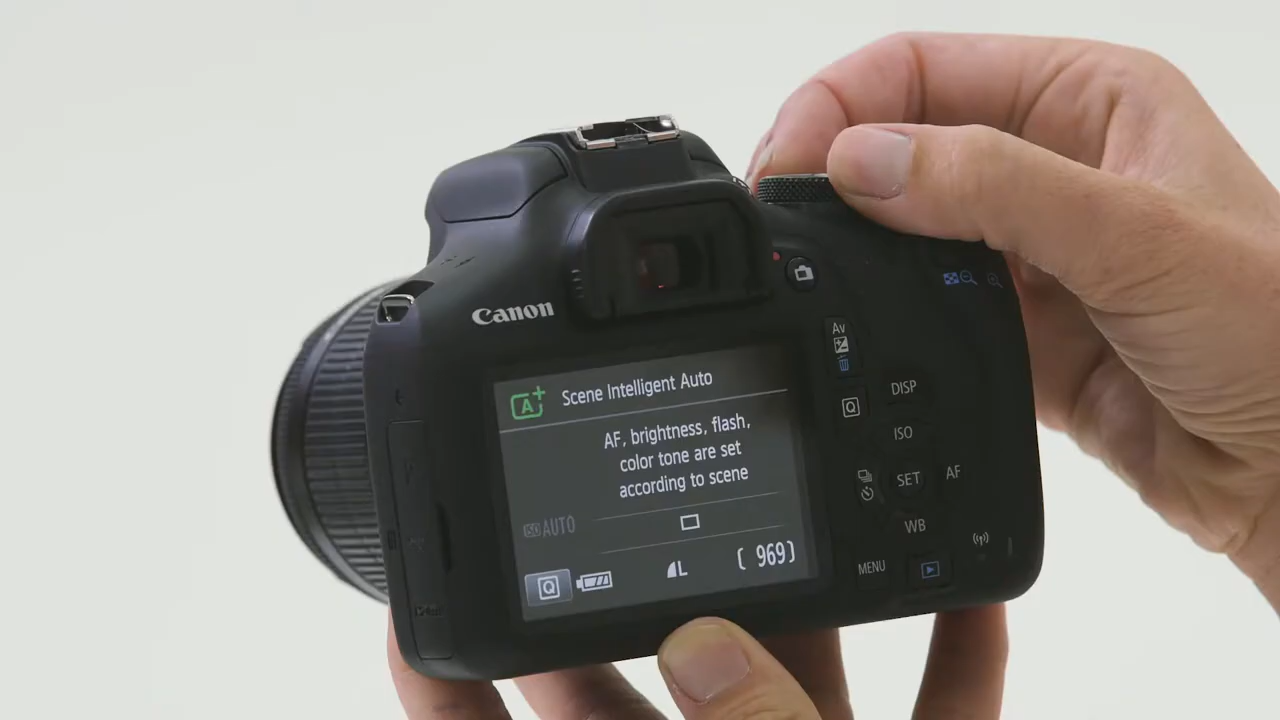 Canon
Scene Intelligent Auto
AF, brightness, flash,
color tone are set
according to scene
ISO AUTO
L
[ 969]
Q
Av
Q
DISP
ISO
SET
AF
WB
MENU